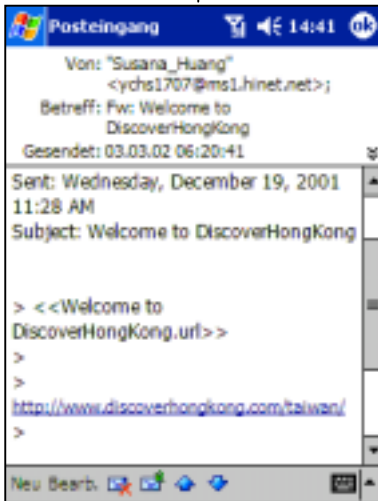 Posteingang 14:41 ok
Von: "Susana_Huang"
<ychs1707@ms1.hinet.net>;
Betreff: Fw: Welcome to
DiscoverHongKong
Gesendet: 03.03.02 06:20:41
Sent: Wednesday, December 19, 2001
11:28 AM
Subject: Welcome to DiscoverHongKong
> <<Welcome to
DiscoverHongKong.url>>
>
>
http://www.discoverhongkong.com/taiwan/
>
Neu Bearb.